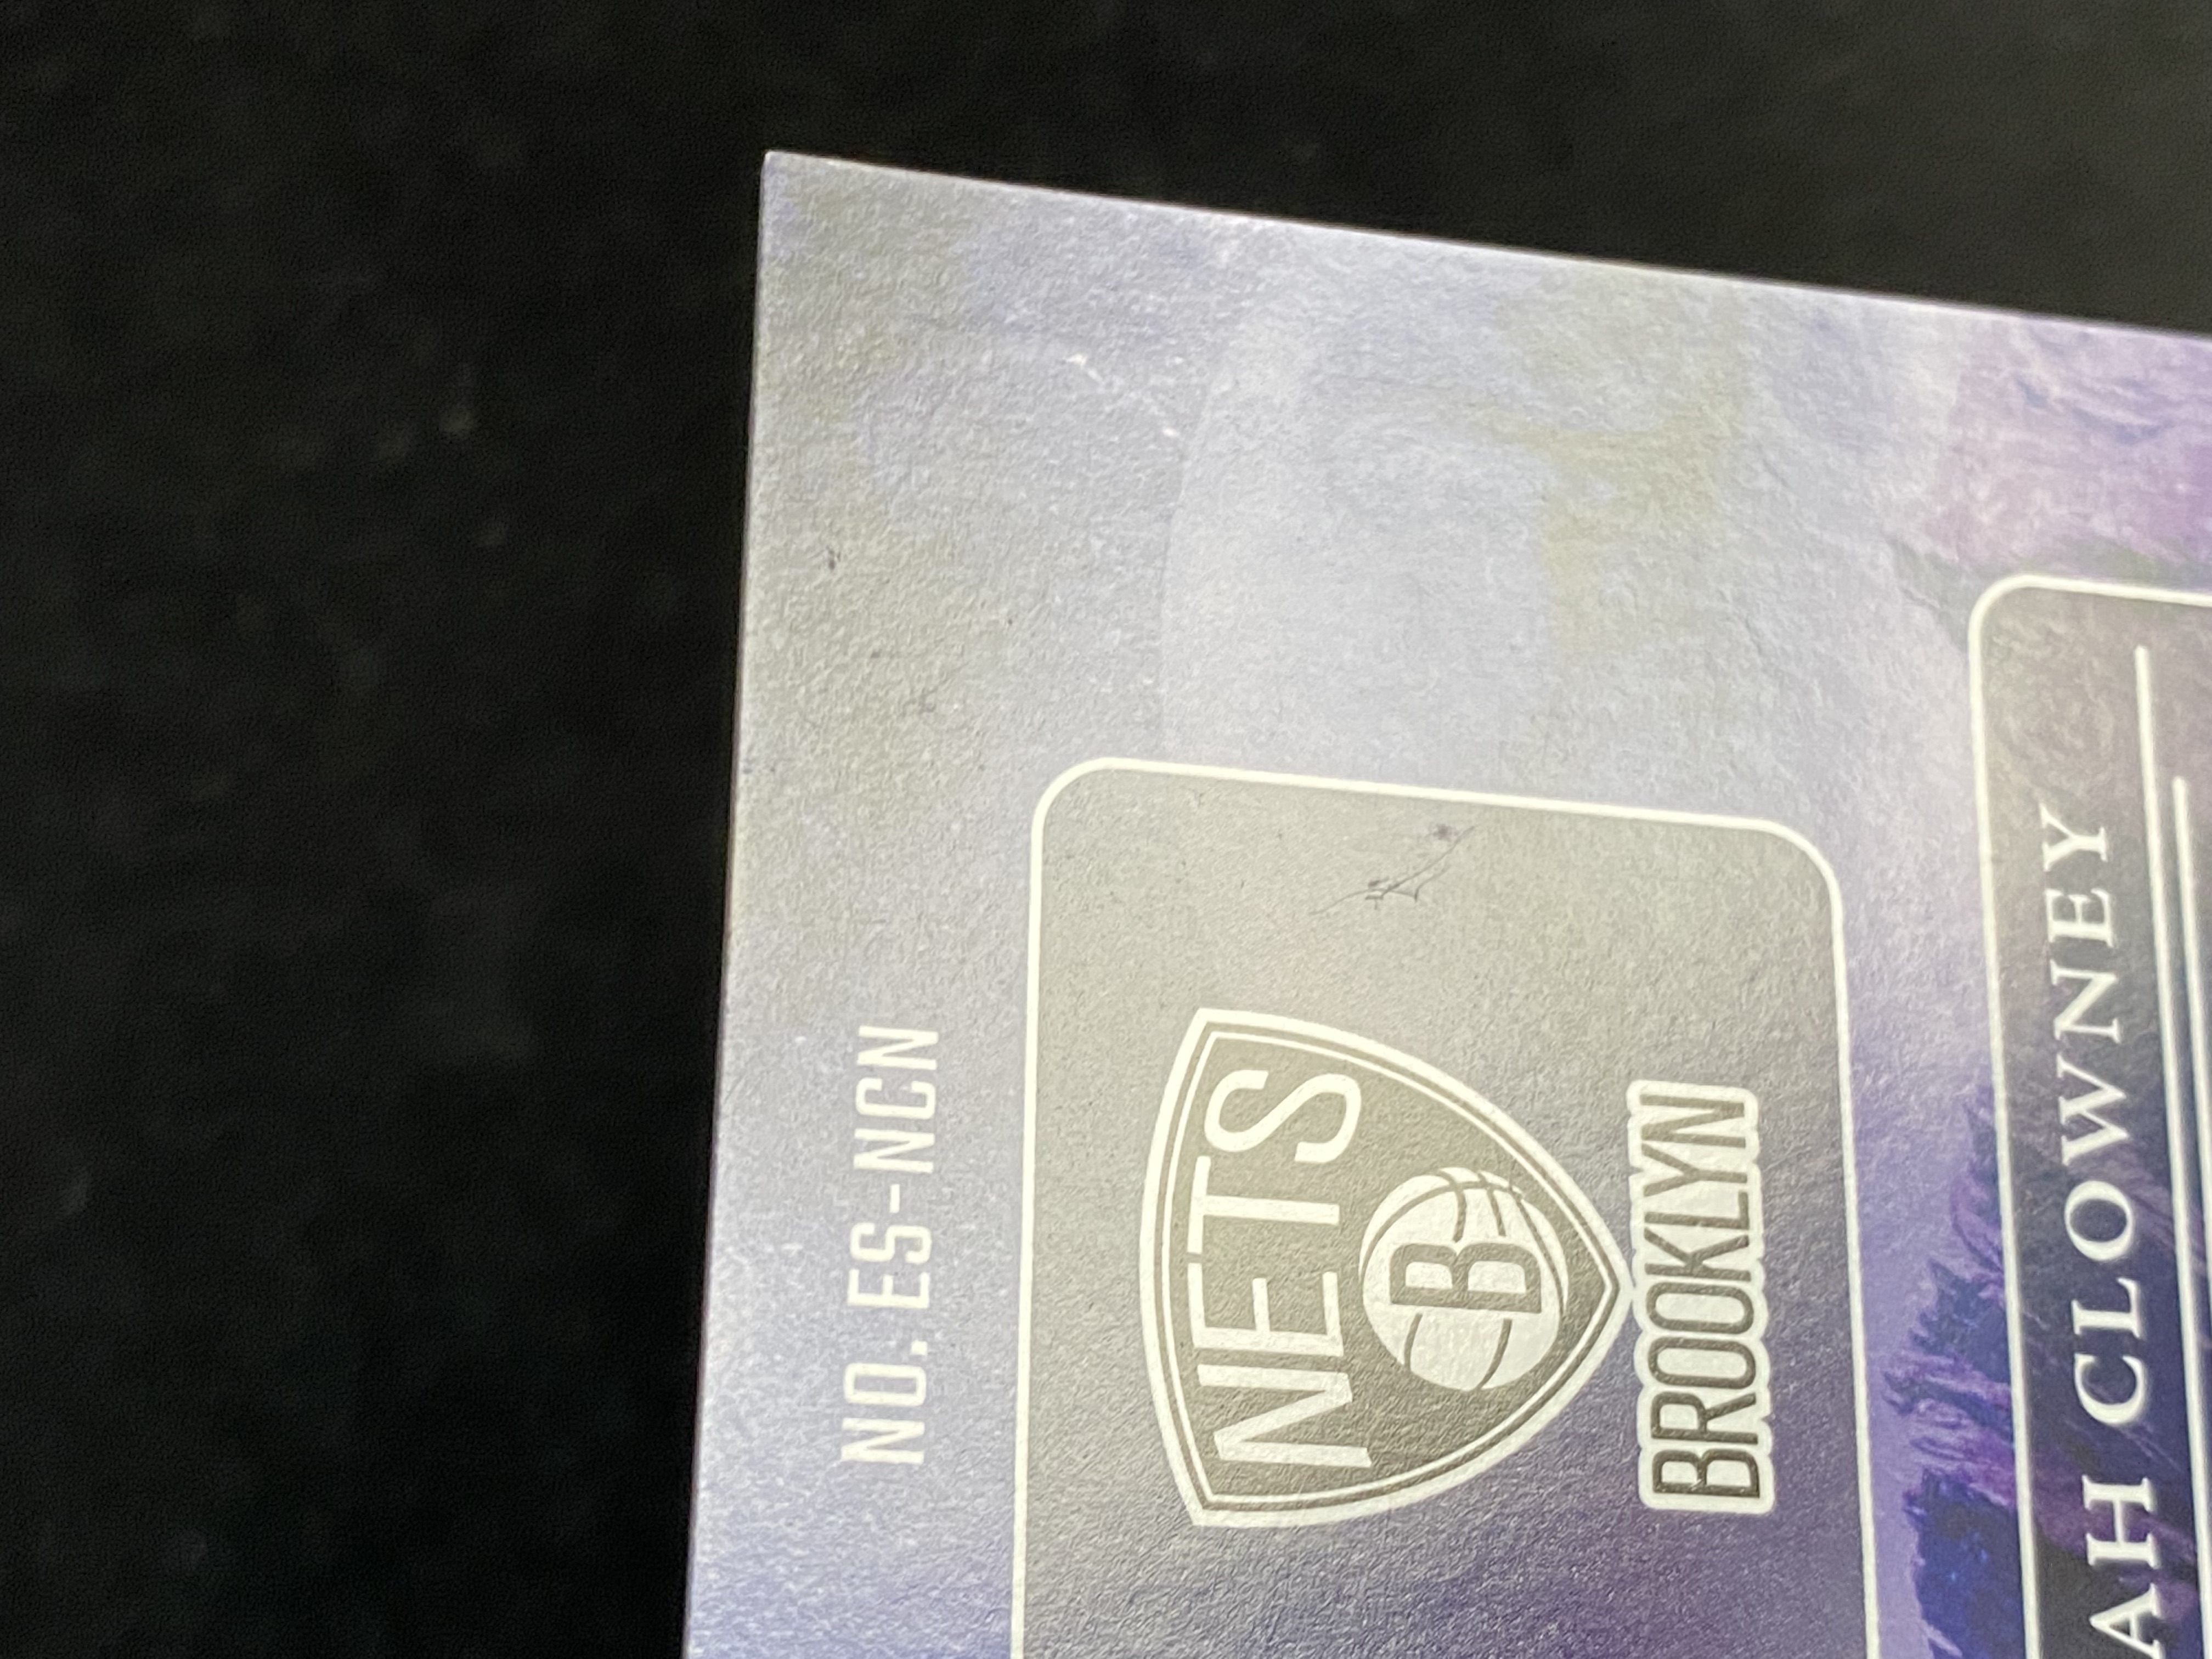 NO. ES-NCN
NETS
B
BROOKLYN
AH CLOWNEY